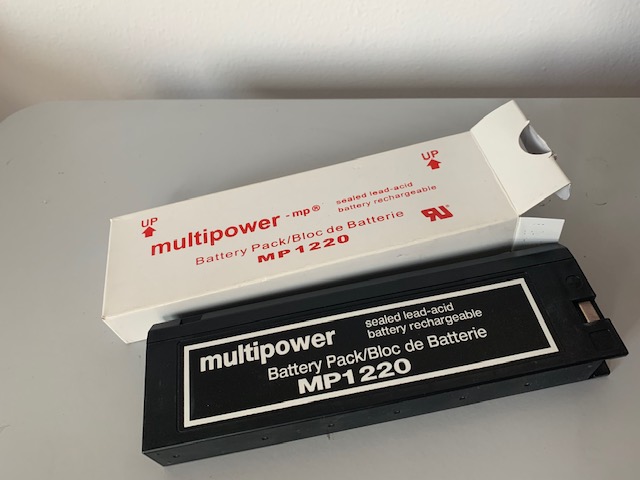 UP
UP
multipower -mp®
sealed lead-acid
battery rechargeable
Battery Pack/Bloc de Batterie
MP1220
multipower
sealed lead-acid
battery rechargeable
Battery Pack/Bloc de Batterie
MP1220